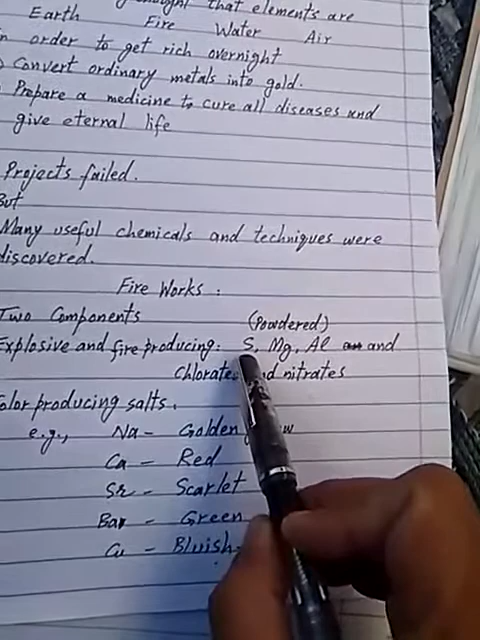 that elements are
Earth Fire Water Air
in order to get rich overnight
Convert ordinary metals into gold.
Prepare a medicine to cure all diseases and
give eternal life
Projects failed.
But
Many useful chemicals and techniques were
discovered.
Fire Works :
Two Components (Powdered)
Explosive and fire producing: S, Mg, Al and
chlorates and nitrates
Color producing salts.
e.g., Na - Golden
Ca - Red
Sr - Scarlet
Ba - Green
Cu - Bluish